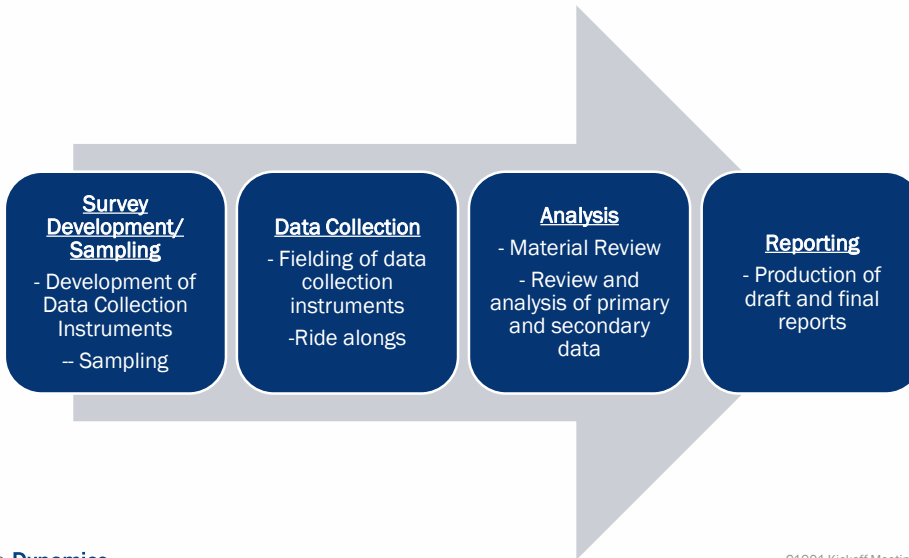 Survey
Development/
Sampling
- Development of
Data Collection
Instruments
-- Sampling
Data Collection
- Fielding of data
collection
instruments
-Ride alongs
Analysis
- Material Review
- Review and
analysis of primary
and secondary
data
Reporting
- Production of
draft and final
reports
Dynamics
Kickoff